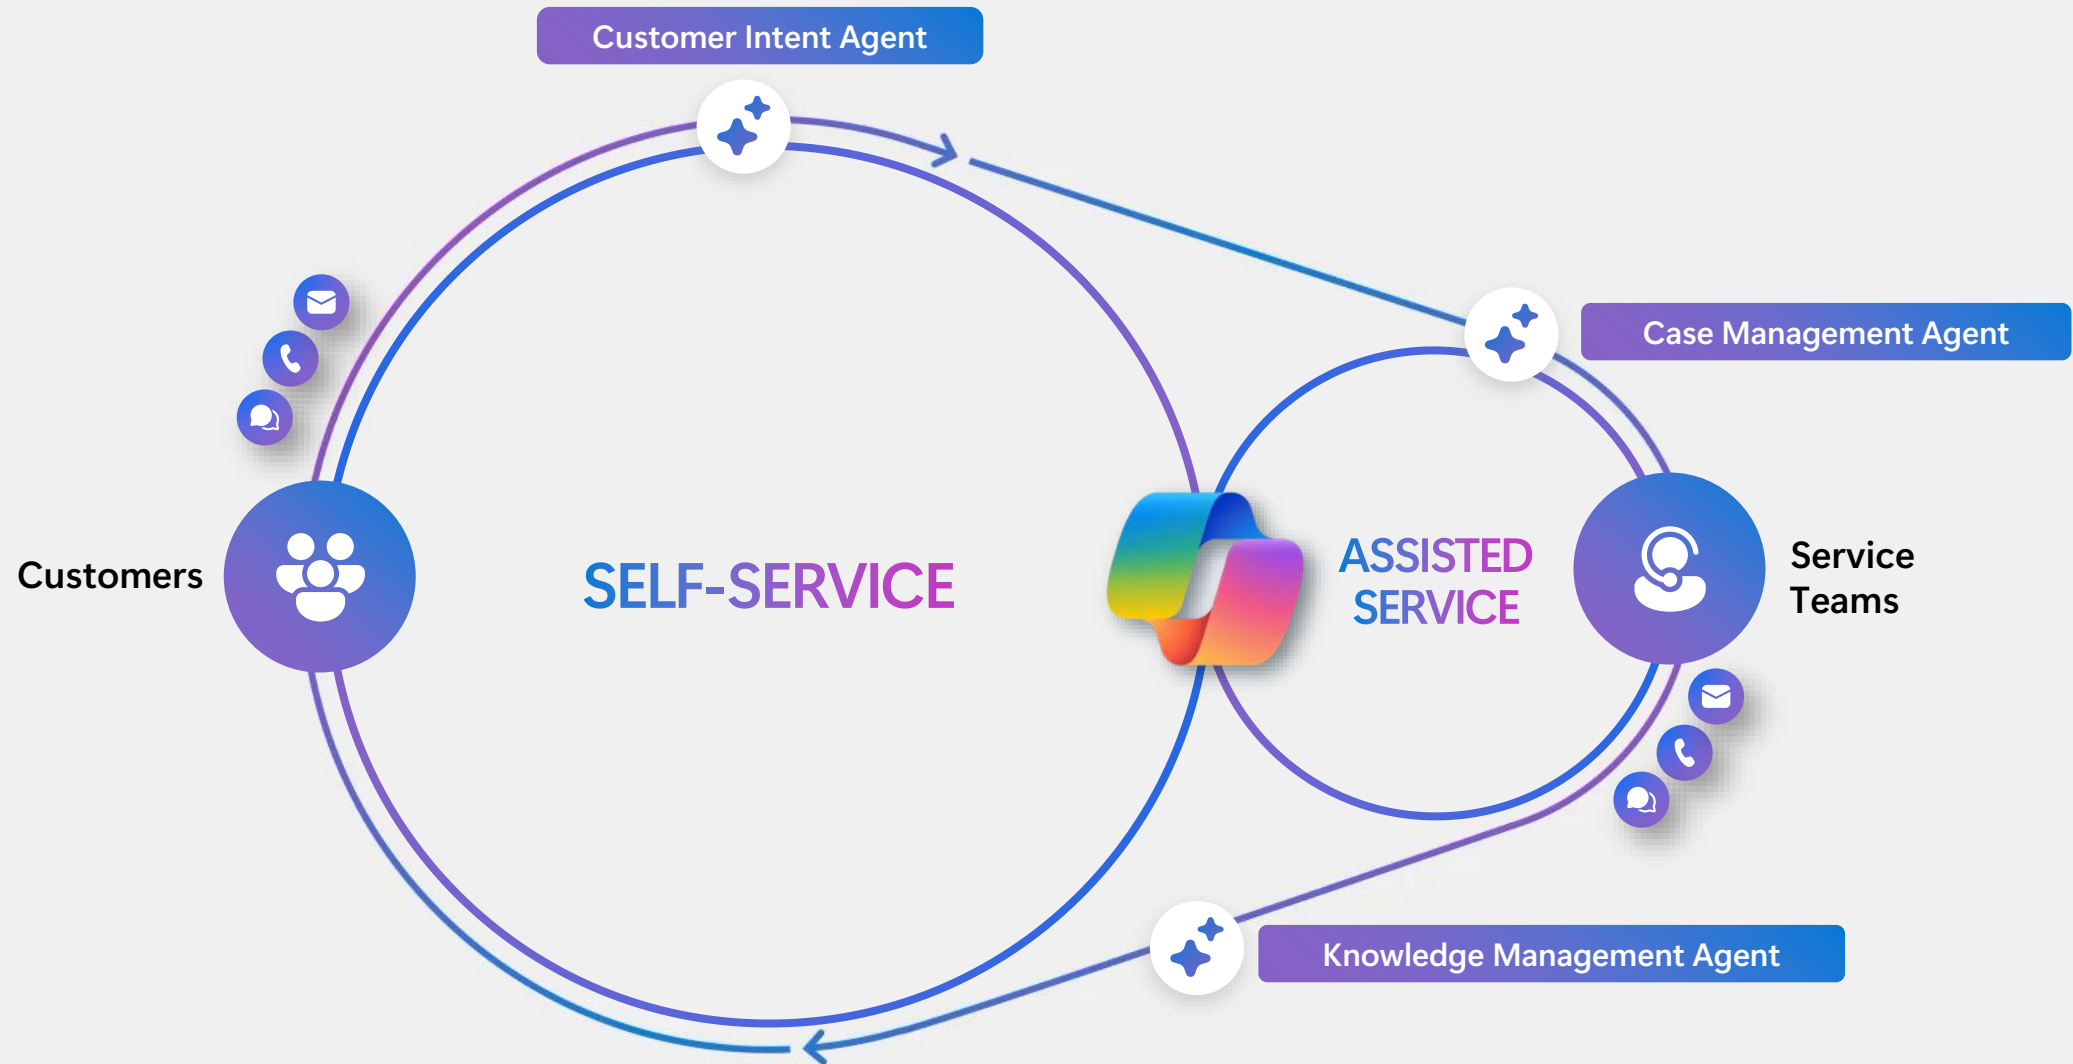 Customer Intent Agent
Case Management Agent
Customers
SELF-SERVICE
ASSISTED
SERVICE
Service
Teams
Knowledge Management Agent